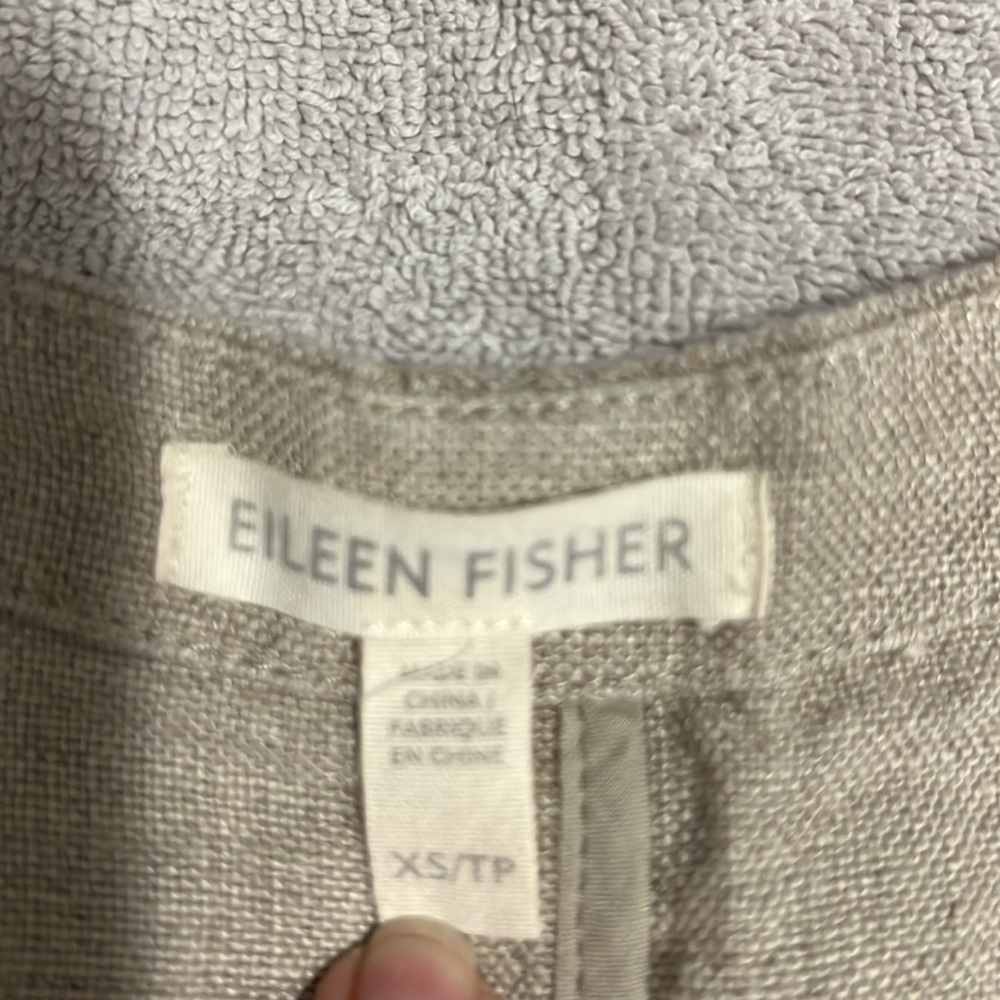 EILEEN FISHER
MADE IN
CHINA /
FABRIQUÉ
EN CHINE
XS/TP